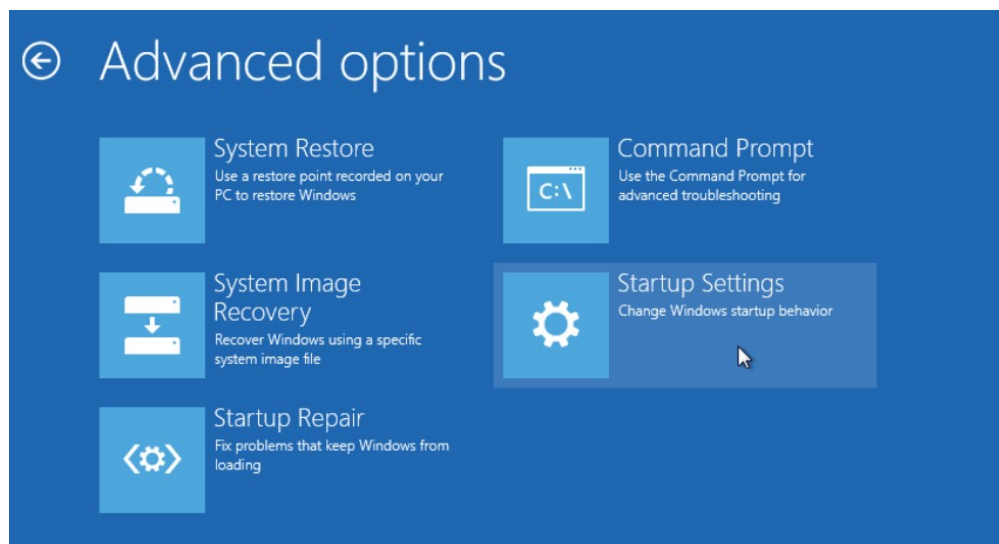 Advanced options
System Restore
Use a restore point recorded on your
PC to restore Windows
System Image
Recovery
Recover Windows using a specific
system image file
Startup Repair
Fix problems that keep Windows from
loading
C:\
Command Prompt
Use the Command Prompt for
advanced troubleshooting
Startup Settings
Change Windows startup behavior